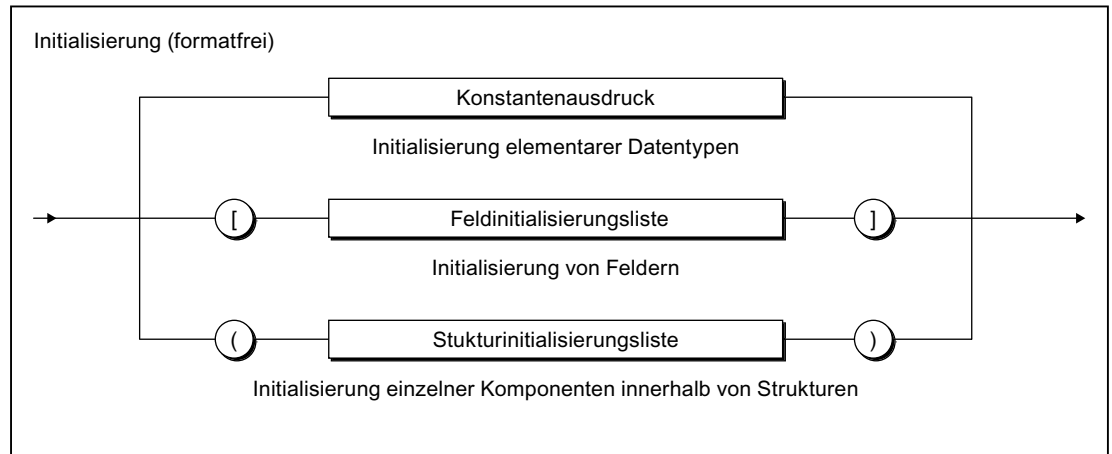 Initialisierung (formatfrei)
Konstantenausdruck
Initialisierung elementarer Datentypen
[ Feldinitialisierungsliste ]
Initialisierung von Feldern
( Stukturinitialisierungsliste )
Initialisierung einzelner Komponenten innerhalb von Strukturen